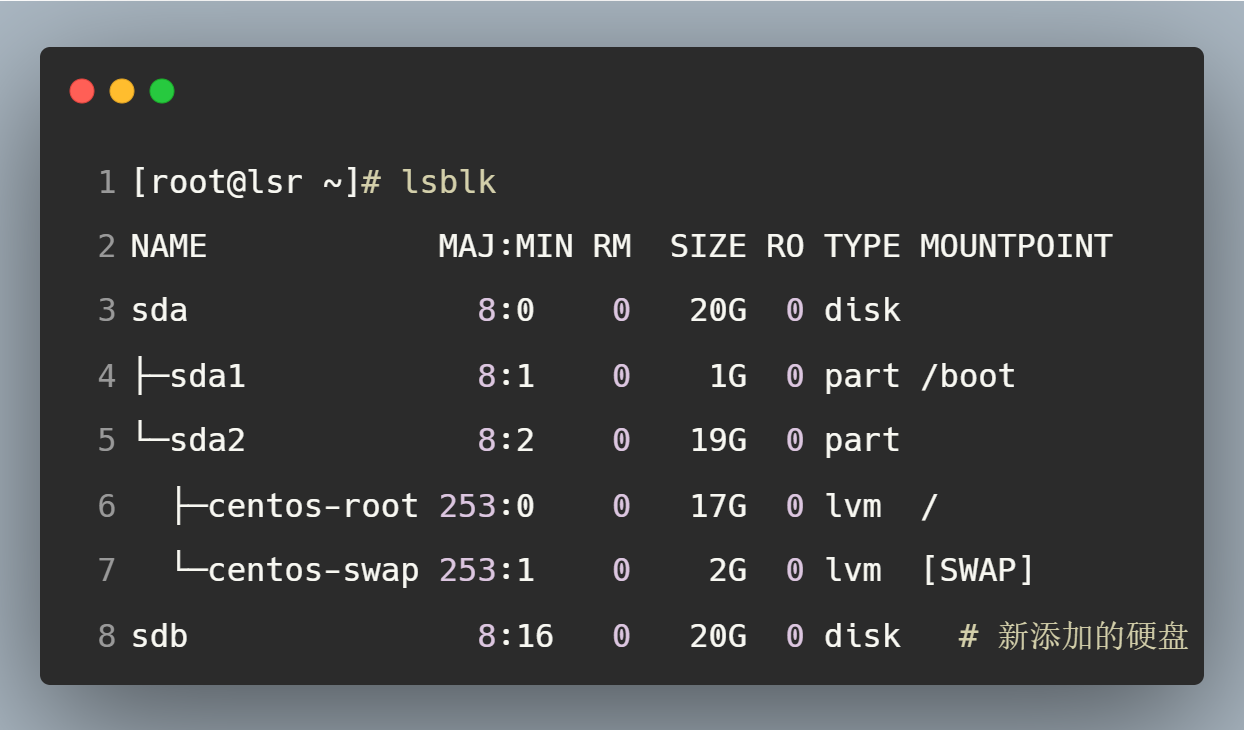 1 [root@lsr ~]# lsblk
2 NAME            MAJ:MIN RM  SIZE RO TYPE MOUNTPOINT
3 sda               8:0    0   20G  0 disk
4 ├─sda1            8:1    0    1G  0 part /boot
5 └─sda2            8:2    0   19G  0 part
6   ├─centos-root 253:0    0   17G  0 lvm  /
7   └─centos-swap 253:1    0    2G  0 lvm  [SWAP]
8 sdb               8:16   0   20G  0 disk   # 新添加的硬盘